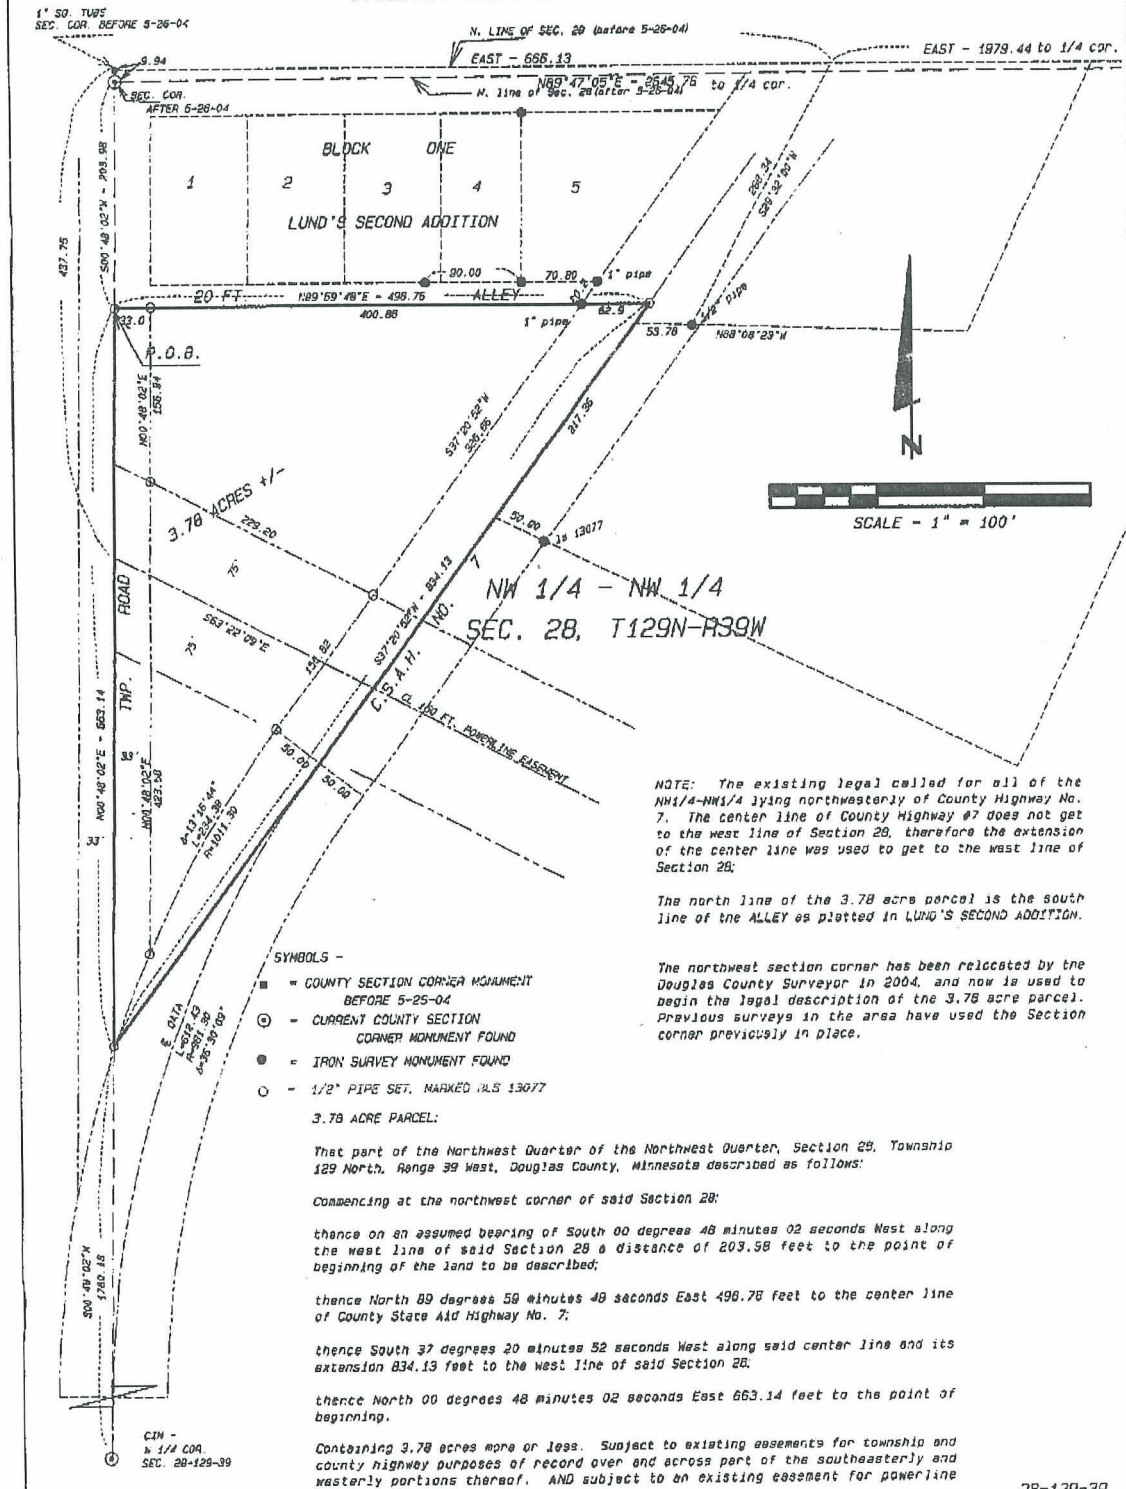 1" SQ. TUBE
SEC. COR. BEFORE 5-26-04
N. LINE OF SEC. 28 (before 5-26-04)
EAST - 666.13
EAST - 1979.44 to 1/4 cor.
9.94
N89°47'05"E - 2645.76 to 1/4 cor.
N. line of Sec. 28 (after 5-26-04)
SEC. COR.
AFTER 5-26-04
BLOCK ONE
1 2 3 4 5
LUND'S SECOND ADDITION
S00°48'02"W - 203.98
437.75
268.34
S29°32'00"W
90.00
70.80
1" pipe
20 FT.
N89°59'48"E - 496.76
ALLEY
400.86
62.9
33.0
1" pipe
1/2" pipe
53.78
N88°08'23"W
P.O.B.
N00°48'02"E
156.94
S37°20'52"W
326.66
217.36
N
SCALE - 1" = 100'
3.78 ACRES +/-
229.20
50.00
13077
75'
NW 1/4 - NW 1/4
SEC. 28, T129N-R39W
ROAD
TWP.
S63°22'09"E
75'
156.82
S37°20'52"W - 834.13
C.S.A.H. NO. 7
CL 150 FT. POWERLINE EASEMENT
N00°48'02"E - 663.14
33'
33'
N00°48'02"E
423.50
50.00
50.00
Δ=13°16'44"
L=234.38
R=1011.30
NOTE: The existing legal called for all of the
NW1/4-NW1/4 lying northwesterly of County Highway No.
7. The center line of County Highway #7 does not get
to the west line of Section 28, therefore the extension
of the center line was used to get to the west line of
Section 28;
The north line of the 3.78 acre parcel is the south
line of the ALLEY as platted in LUND'S SECOND ADDITION.
The northwest section corner has been relocated by the
Douglas County Surveyor in 2004, and now is used to
begin the legal description of the 3.78 acre parcel.
Previous surveys in the area have used the Section
corner previously in place.
SYMBOLS -
= COUNTY SECTION CORNER MONUMENT
BEFORE 5-25-04
- CURRENT COUNTY SECTION
CORNER MONUMENT FOUND
= IRON SURVEY MONUMENT FOUND
- 1/2" PIPE SET, MARKED RLS 13077
℄ DATA
L=612.43
R=961.30
Δ=36°30'03"
3.78 ACRE PARCEL:
That part of the Northwest Quarter of the Northwest Quarter, Section 28, Township
129 North, Range 39 West, Douglas County, Minnesota described as follows:
Commencing at the northwest corner of said Section 28;
thence on an assumed bearing of South 00 degrees 48 minutes 02 seconds West along
the west line of said Section 28 a distance of 203.98 feet to the point of
beginning of the land to be described;
thence North 89 degrees 59 minutes 48 seconds East 496.76 feet to the center line
of County State Aid Highway No. 7;
thence South 37 degrees 20 minutes 52 seconds West along said center line and its
extension 834.13 feet to the west line of said Section 28;
thence North 00 degrees 48 minutes 02 seconds East 663.14 feet to the point of
beginning.
Containing 3.78 acres more or less. Subject to existing easements for township and
county highway purposes of record over and across part of the southeasterly and
westerly portions thereof. AND subject to an existing easement for powerline
S00°48'02"W
1780.18
CIM -
W 1/4 COR.
SEC. 28-129-39
28-129-39